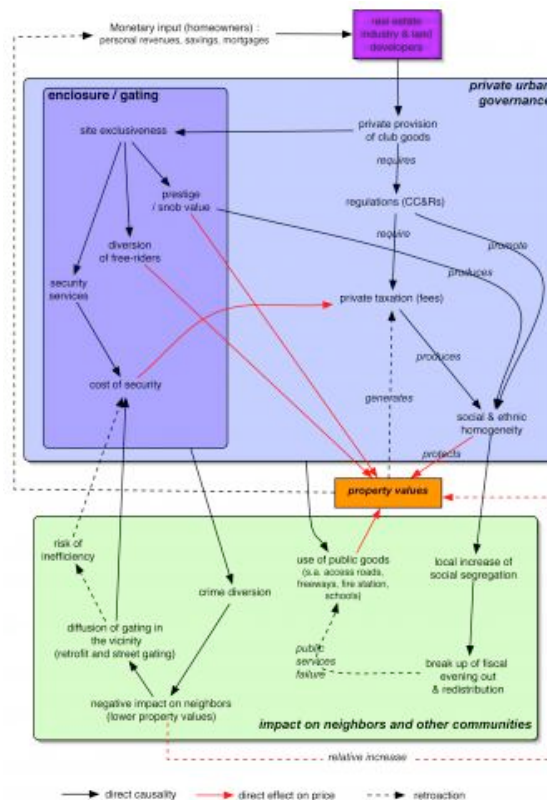 Monetary input (homeowners) :
personal revenues, savings, mortgages
real estate
industry & land
developers
private urban
governance
enclosure / gating
site exclusiveness
private provision
of club goods
requires
prestige
/ snob value
regulations (CC&Rs)
diversion
of free-riders
require
promote
produces
security
services
private taxation (fees)
produces
cost of security
generates
social & ethnic
homogeneity
protects
property values
risk of
inefficiency
use of public goods
(s.a. access roads,
freeways, fire station,
schools)
local increase of
social segregation
crime diversion
diffusion of gating in
the vicinity
(retrofit and street gating)
public
services
failure
break up of fiscal
evening out
& redistribution
negative impact on neighbors
(lower property values)
impact on neighbors and other communities
relative increase
direct causality
direct effect on price
retroaction